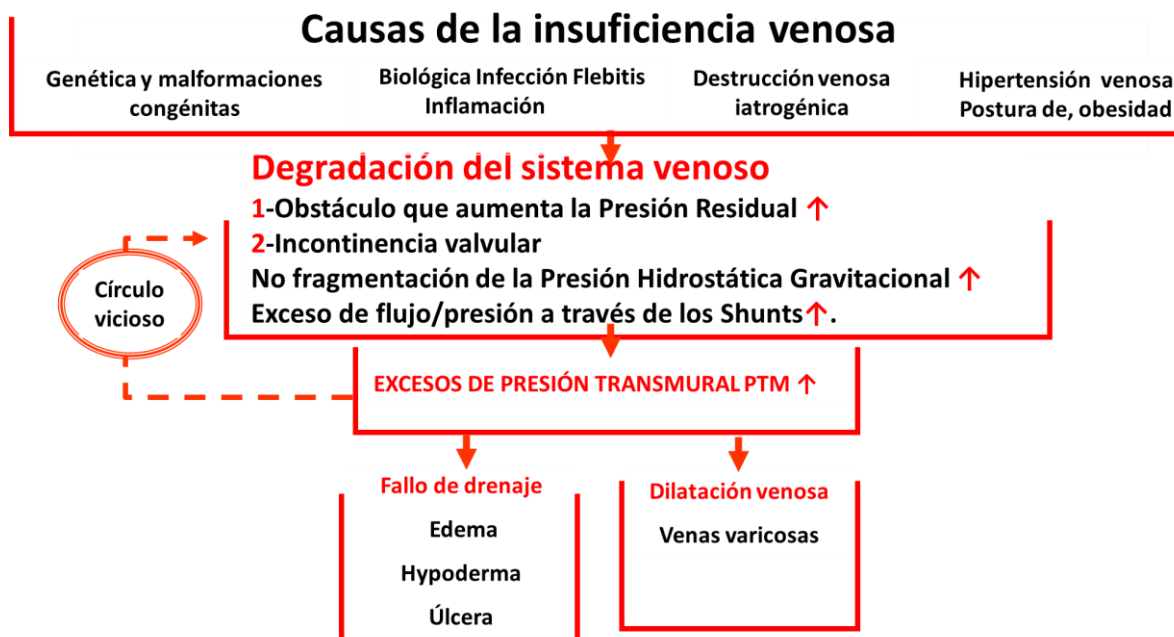 Causas de la insuficiencia venosa
Genética y malformaciones
congénitas
Biológica Infección Flebitis
Inflamación
Destrucción venosa
iatrogénica
Hipertensión venosa
Postura de, obesidad
Degradación del sistema venoso
1-Obstáculo que aumenta la Presión Residual ↑
2-Incontinencia valvular
No fragmentación de la Presión Hidrostática Gravitacional ↑
Exceso de flujo/presión a través de los Shunts↑.
Círculo
vicioso
EXCESOS DE PRESIÓN TRANSMURAL PTM ↑
Fallo de drenaje
Edema
Hypoderma
Úlcera
Dilatación venosa
Venas varicosas